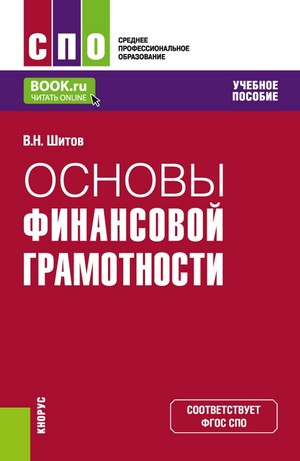 СПО
СРЕДНЕЕ
ПРОФЕССИОНАЛЬНОЕ
ОБРАЗОВАНИЕ
BOOK.ru
ЧИТАТЬ ONLINE
УЧЕБНОЕ
ПОСОБИЕ
В.Н. Шитов
ОСНОВЫ
ФИНАНСОВОЙ
ГРАМОТНОСТИ
КНОРУС
СООТВЕТСТВУЕТ
ФГОС СПО